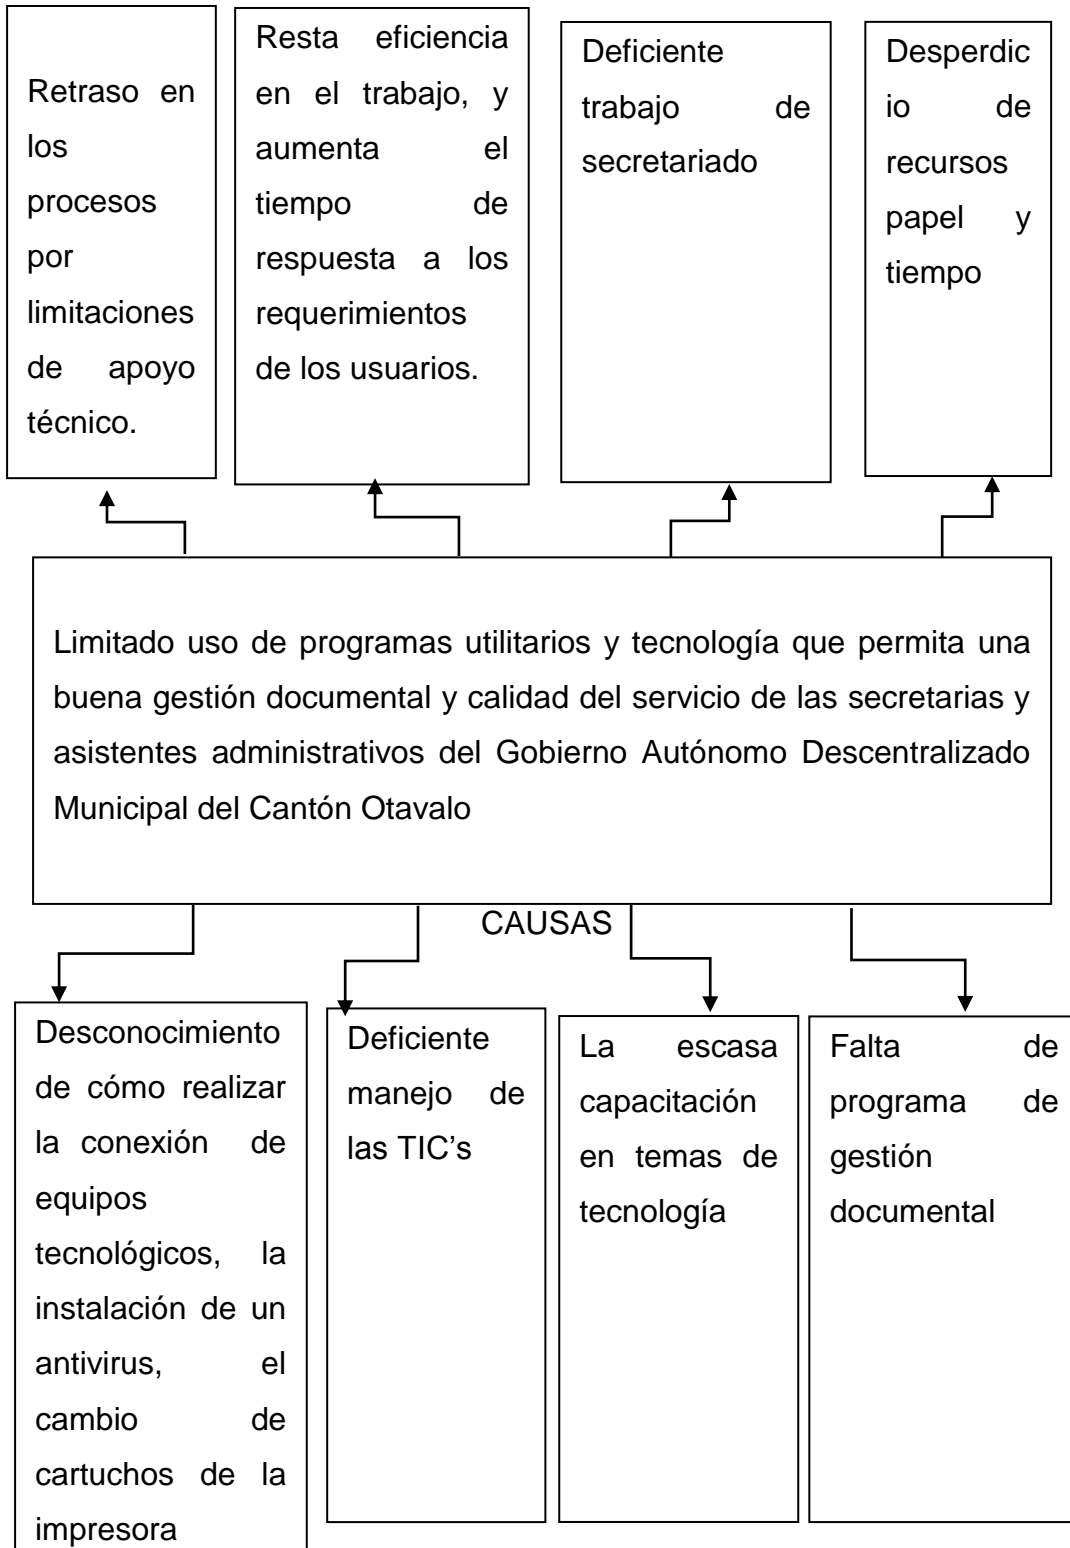 Retraso en
los
procesos
por
limitaciones
de apoyo
técnico.
Resta eficiencia
en el trabajo, y
aumenta el
tiempo de
respuesta a los
requerimientos
de los usuarios.
Deficiente
trabajo de
secretariado
Desperdic
io de
recursos
papel y
tiempo
Limitado uso de programas utilitarios y tecnología que permita una
buena gestión documental y calidad del servicio de las secretarias y
asistentes administrativos del Gobierno Autónomo Descentralizado
Municipal del Cantón Otavalo
CAUSAS
Desconocimiento
de cómo realizar
la conexión de
equipos
tecnológicos, la
instalación de un
antivirus, el
cambio de
cartuchos de la
impresora
Deficiente
manejo de
las TIC’s
La escasa
capacitación
en temas de
tecnología
Falta de
programa de
gestión
documental